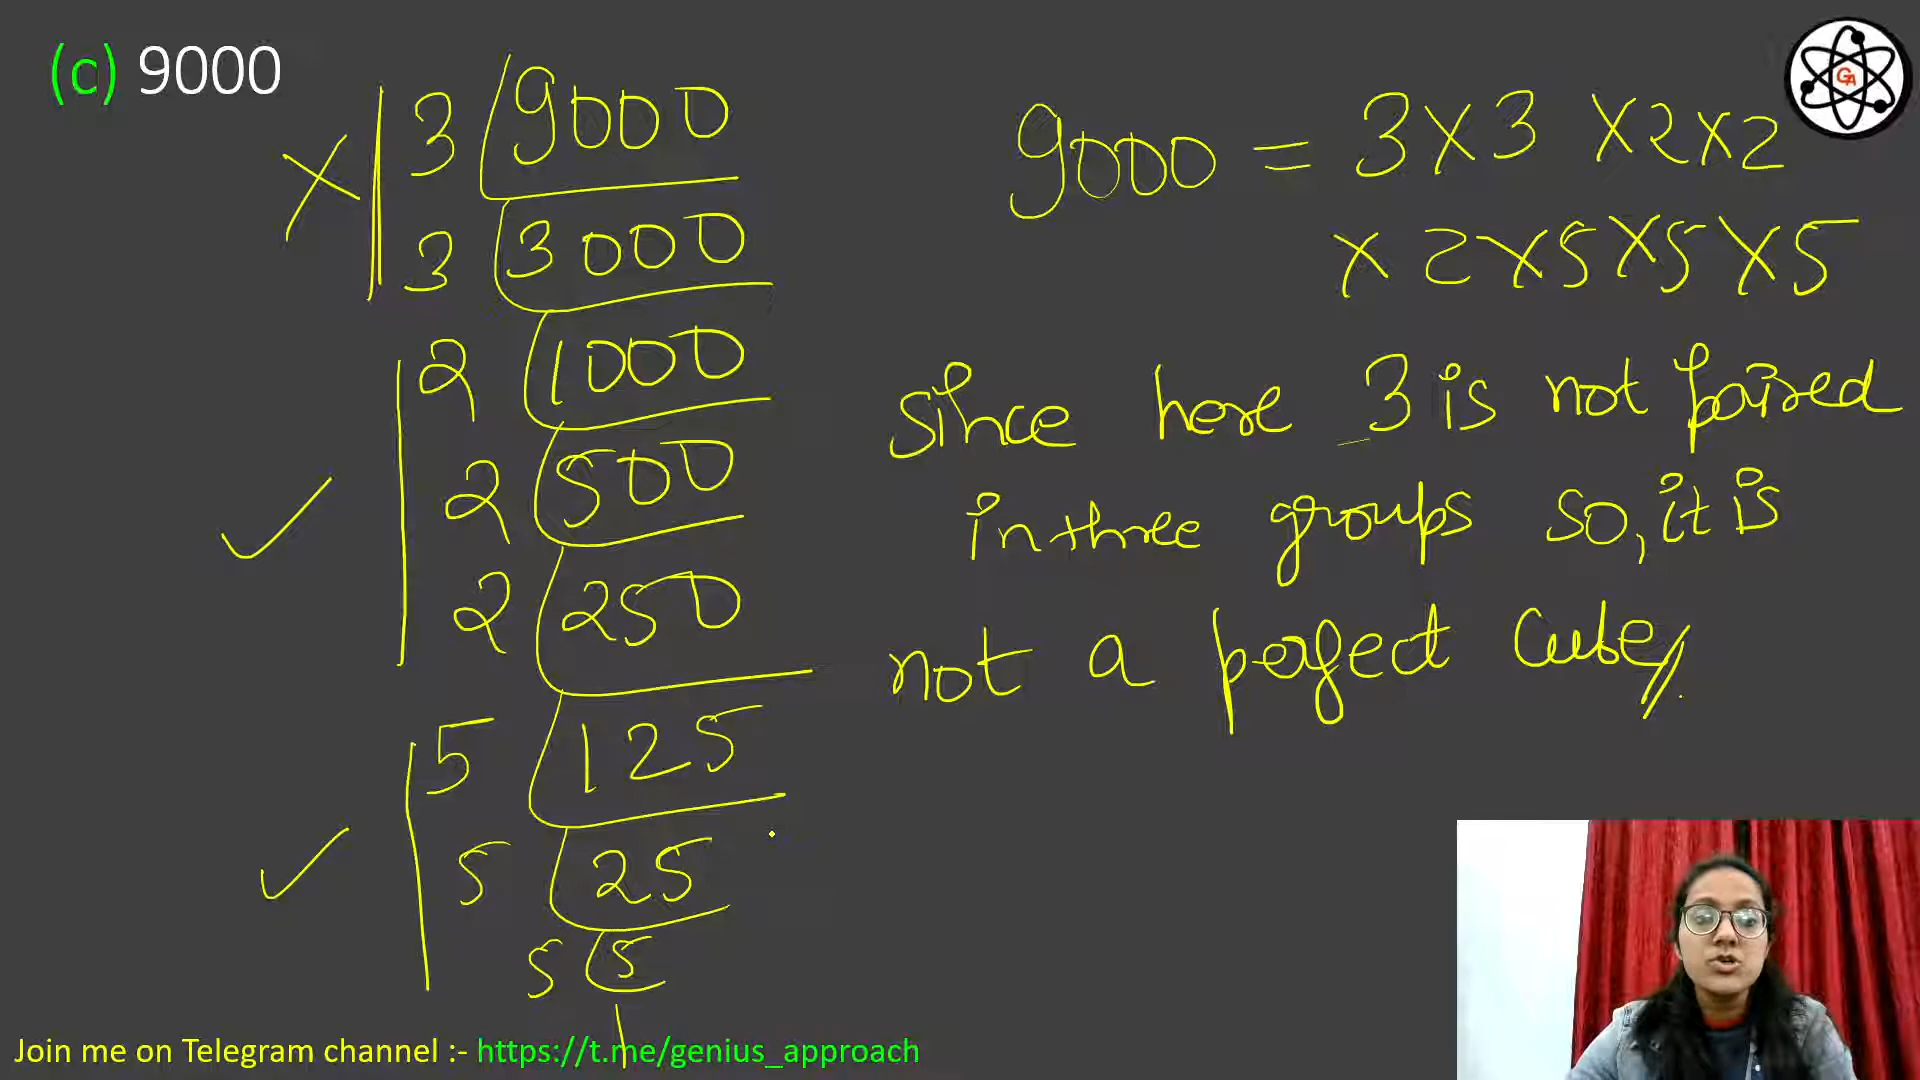 (c) 9000
3 9000
3 3000
2 1000
2 500
2 250
5 125
5 25
5 5
1
9000 = 3 × 3 × 2 × 2
× 2 × 5 × 5 × 5
since here 3 is not paired
in three groups so, it is
not a perfect cube
GA
Join me on Telegram channel :- https://t.me/genius_approach